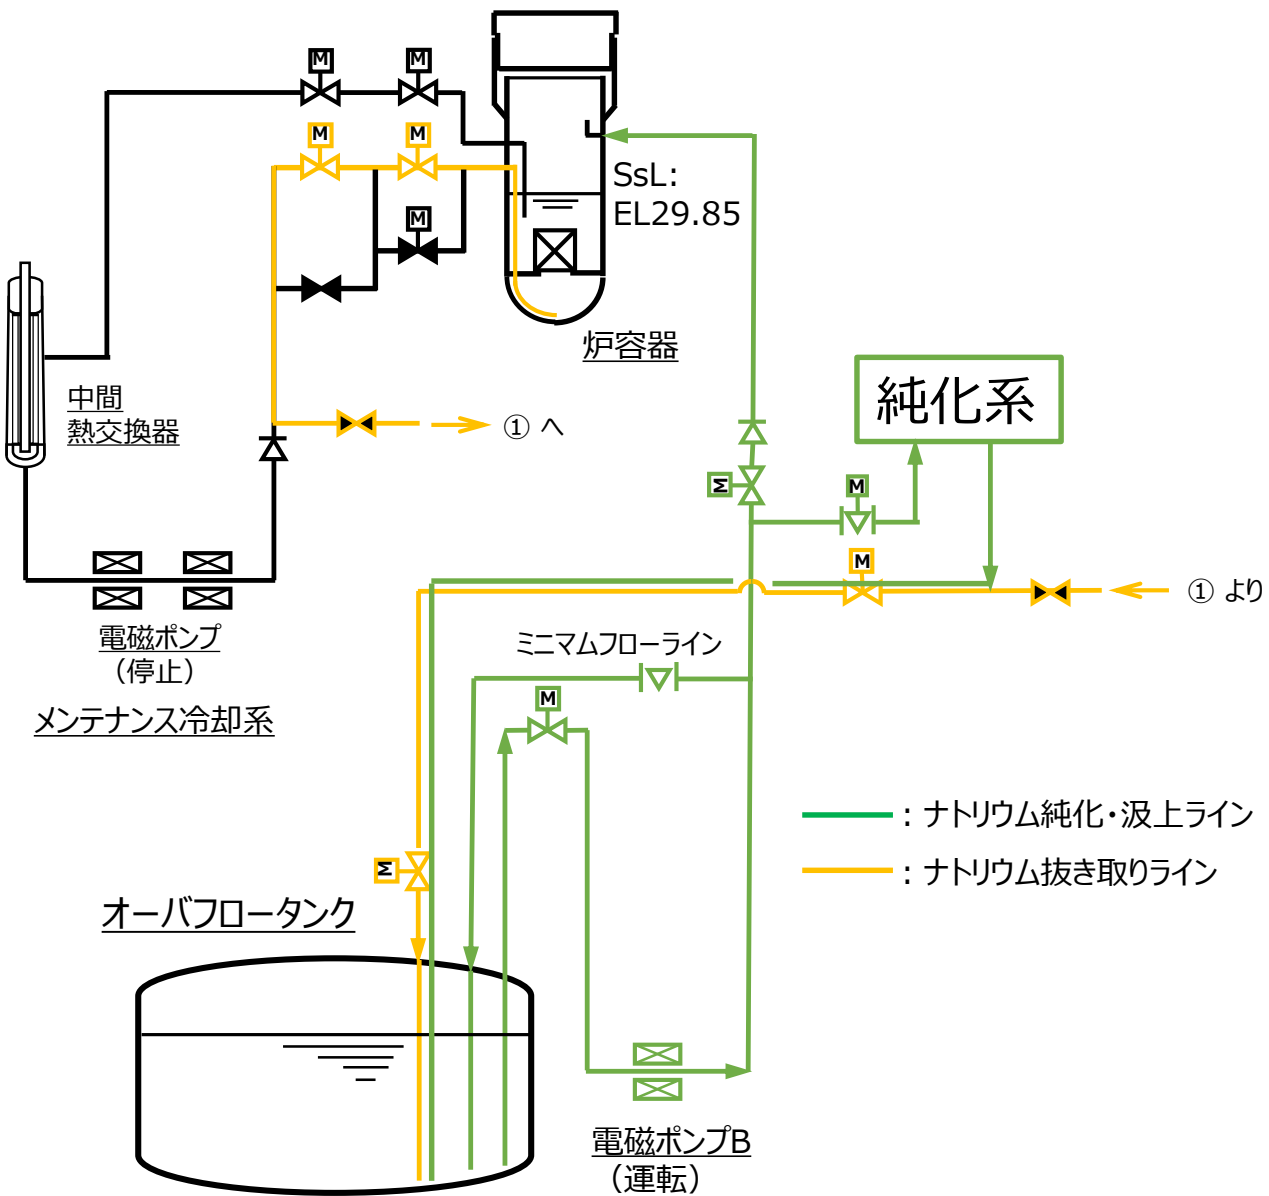 M
M
M
M
M
SsL:
EL29.85
炉容器
中間
熱交換器
① へ
純化系
M
M
M
① より
電磁ポンプ
（停止）
ミニマムフローライン
M
メンテナンス冷却系
：ナトリウム純化・汲上ライン
M
：ナトリウム抜き取りライン
オーバフロータンク
電磁ポンプB
（運転）